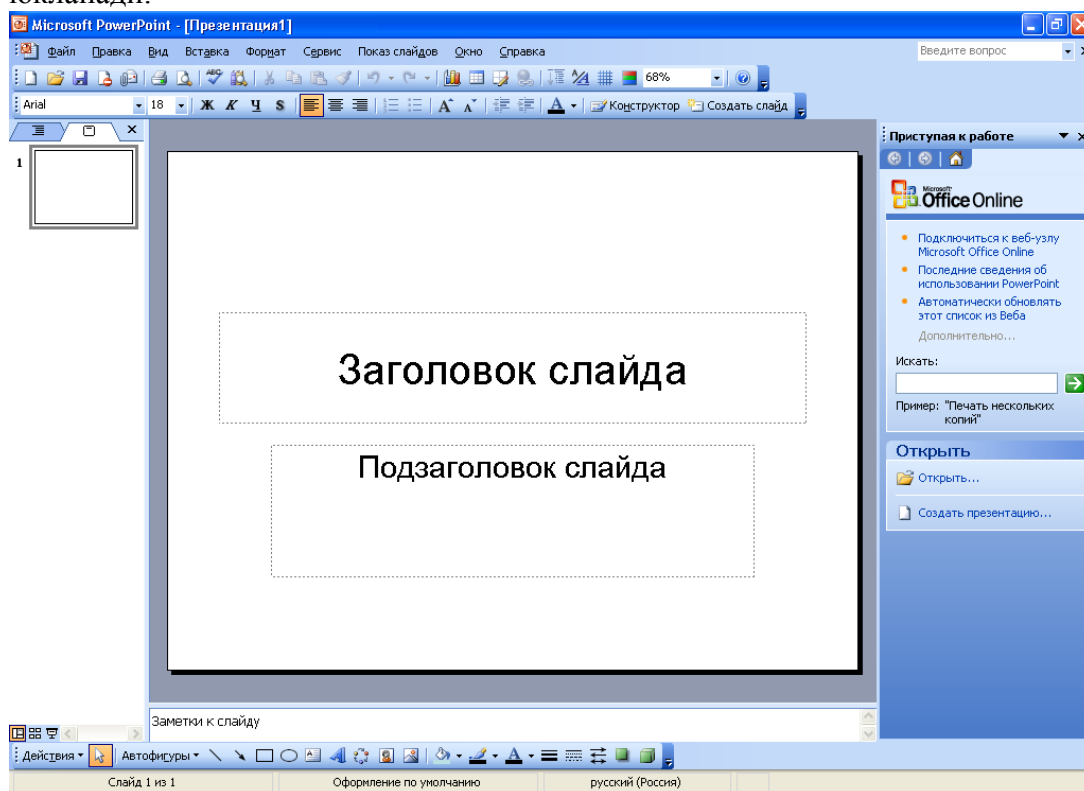 юкланади.
Microsoft PowerPoint - [Презентация1]
Файл Правка Вид Вставка Формат Сервис Показ слайдов Окно Справка Введите вопрос
68%
Arial 18 Ж К Ч S Конструктор Создать слайд
Приступая к работе
1
Microsoft
Office Online
Подключиться к веб-узлу
Microsoft Office Online
Последние сведения об
использовании PowerPoint
Автоматически обновлять
этот список из Веба
Дополнительно...
Искать:
Пример: "Печать нескольких
копий"
Открыть
Открыть...
Создать презентацию...
Заголовок слайда
Подзаголовок слайда
Заметки к слайду
Действия Автофигуры
Слайд 1 из 1 Оформление по умолчанию русский (Россия)